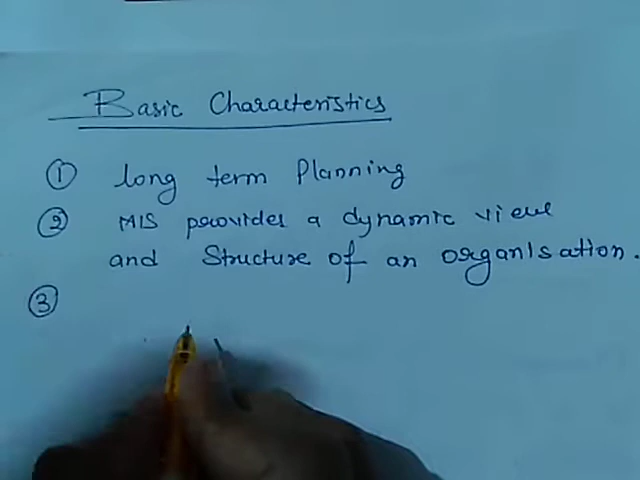 Basic Characteristics
① long term Planning
② MIS provides a dynamic view
and Structure of an organisation.
③